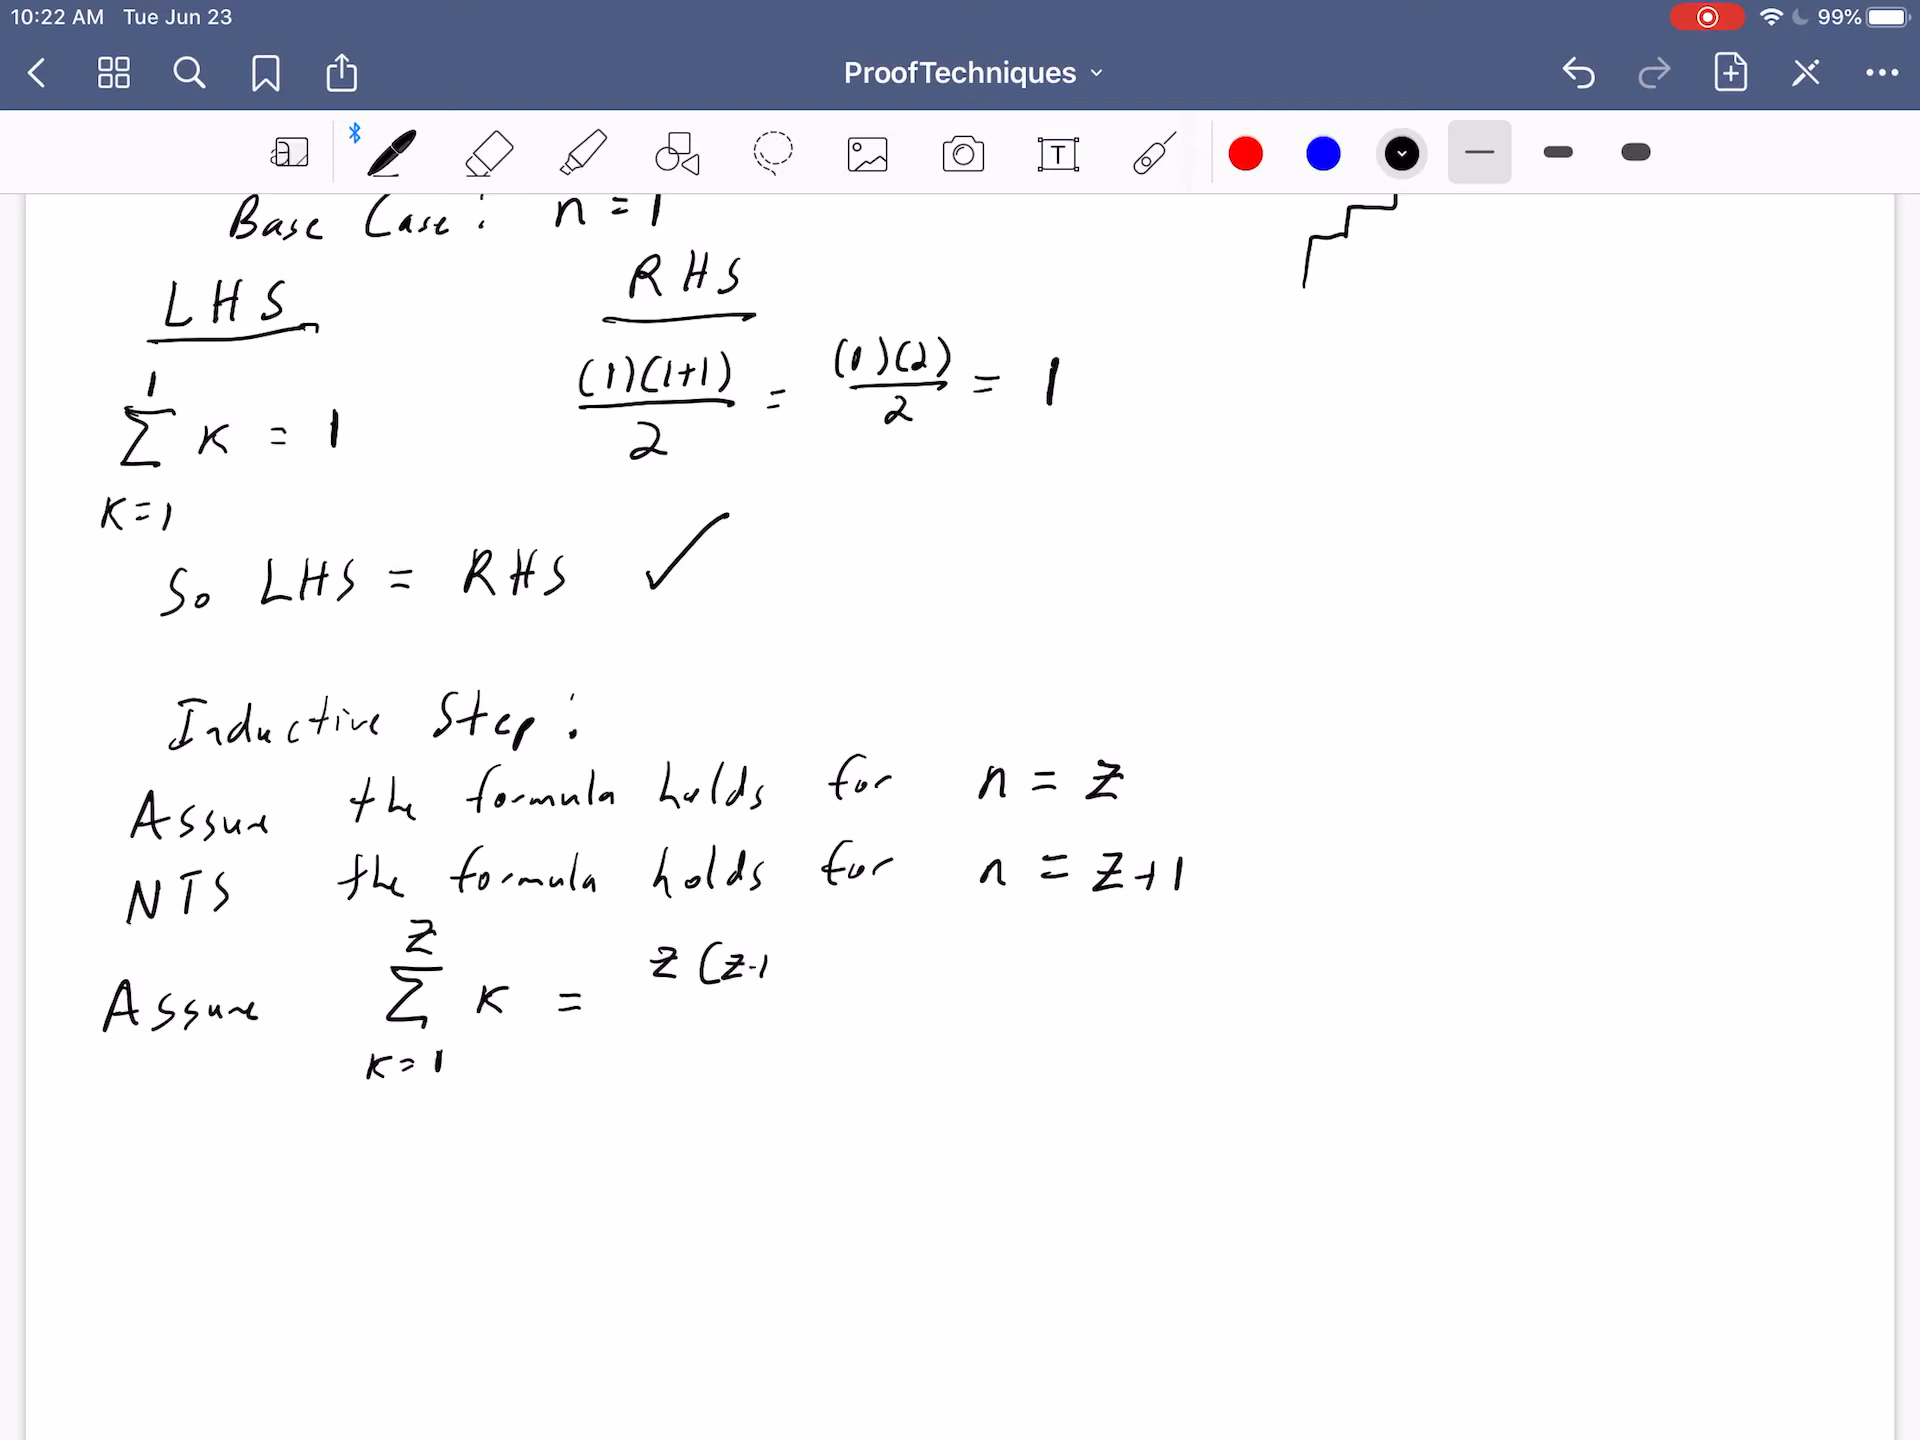 10:22 AM Tue Jun 23
99%
ProofTechniques
Base Case: n = 1
LHS
RHS
1
∑ K = 1
K=1
(1)(1+1)/2 = (1)(2)/2 = 1
So LHS = RHS ✓
Inductive Step:
Assume the formula holds for n = z
NTS the formula holds for n = z+1
z
Assume ∑ K = z(z-1
K=1